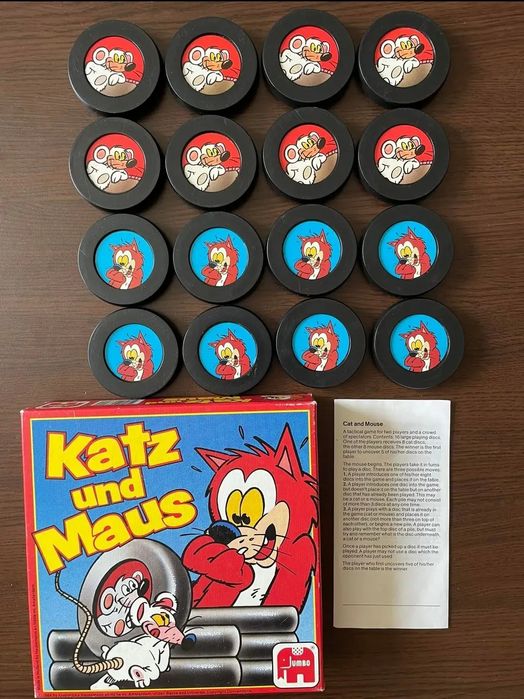 Katz
und
Maus
JUMBO
Cat and Mouse
A tactical game for two players and a crowd
of spectators. Contents: 16 large playing discs.
One of the players receives 8 cat discs,
the other 8 mouse discs. The winner is the first
player to uncover 5 of his/her discs on the
table.
The mouse begins. The players take it in turns
to play a disc. There are three possible moves:
1. A player introduces one of his/her eight
discs into the game and places it on the table.
2. A player introduces one disc into the game,
but doesn't place it on the table but on another
disc that has already been played. This may
be a cat or a mouse. Each pile may not consist
of more than 3 discs at any one time.
3. A player plays with a disc that is already in
the game (cat or mouse) and places it on
another disc (not more than three on top of
each other), or begins a new pile. A player can
also play with the top disc of a pile, but must
try and remember what is the disc underneath,
a cat or a mouse?
Once a player has picked up a disc it must be
played. A player may not use a disc which the
opponent has just used.
The player who first uncovers five of his/her
discs on the table is the winner.